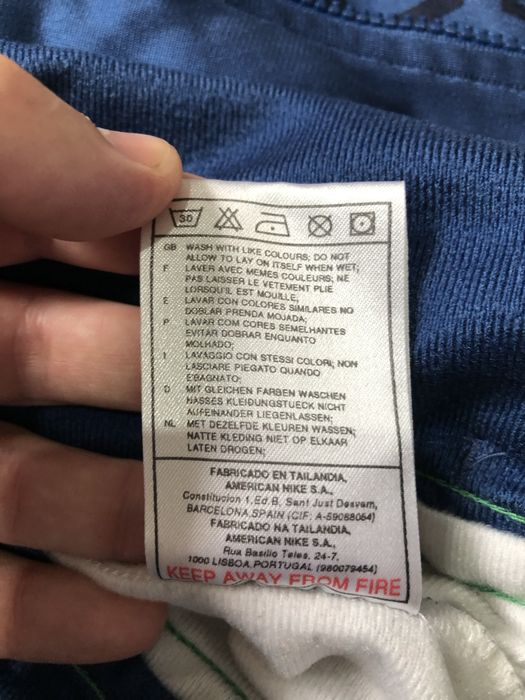 30
GB WASH WITH LIKE COLOURS; DO NOT
ALLOW TO LAY ON ITSELF WHEN WET;
F LAVER AVEC MEMES COULEURS; NE
PAS LAISSER LE VETEMENT PLIE
LORSQU'IL EST MOUILLE,
E LAVAR CON COLORES SIMILARES NO
DOBLAR PRENDA MOJADA;
P LAVAR COM CORES SEMELHANTES
EVITAR DOBRAR ENQUANTO
MOLHADO;
I LAVAGGIO CON STESSI COLORI; NON
LASCIARE PIEGATO QUANDO
E'BAGNATO;
D MIT GLEICHEN FARBEN WASCHEN
NASSES KLEIDUNGSTUECK NICHT
AUFEINANDER LIEGENLASSEN;
NL MET DEZELFDE KLEUREN WASSEN;
NATTE KLEDING NIET OP ELKAAR
LATEN DROGEN;
FABRICADO EN TAILANDIA,
AMERICAN NIKE S.A.,
Constitucion 1,Ed.B, Sant Just Desvern,
BARCELONA.SPAIN (CIF: A-59088054)
FABRICADO NA TAILANDIA,
AMERICAN NIKE S.A.,
Rua Basilio Teles, 24-7,
1000 LISBOA.PORTUGAL (980079454)
KEEP AWAY FROM FIRE